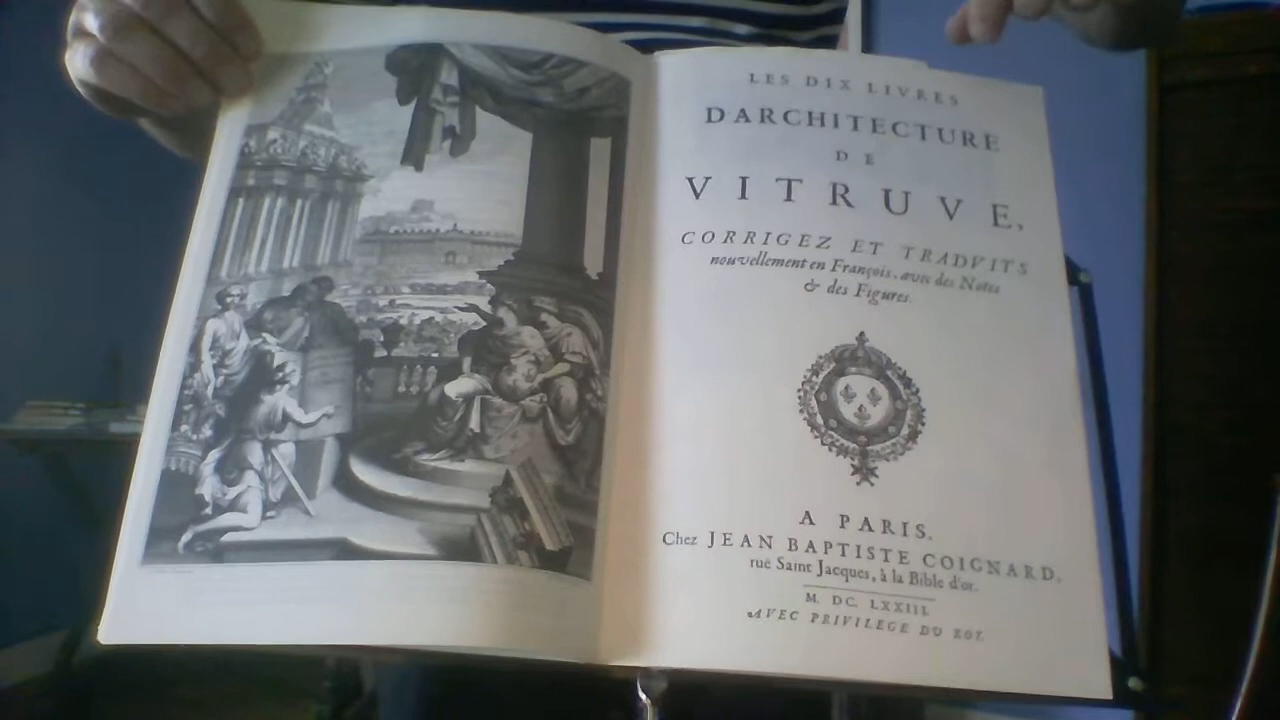 LES DIX LIVRES
DARCHITECTURE
DE
VITRUVE,
CORRIGEZ ET TRADVITS
nouvellement en François, avec des Notes
& des Figures.
A PARIS,
Chez JEAN BAPTISTE COIGNARD,
ruë Saint Jacques, à la Bible d'or.
M. DC. LXXIII.
AVEC PRIVILEGE DU ROY.